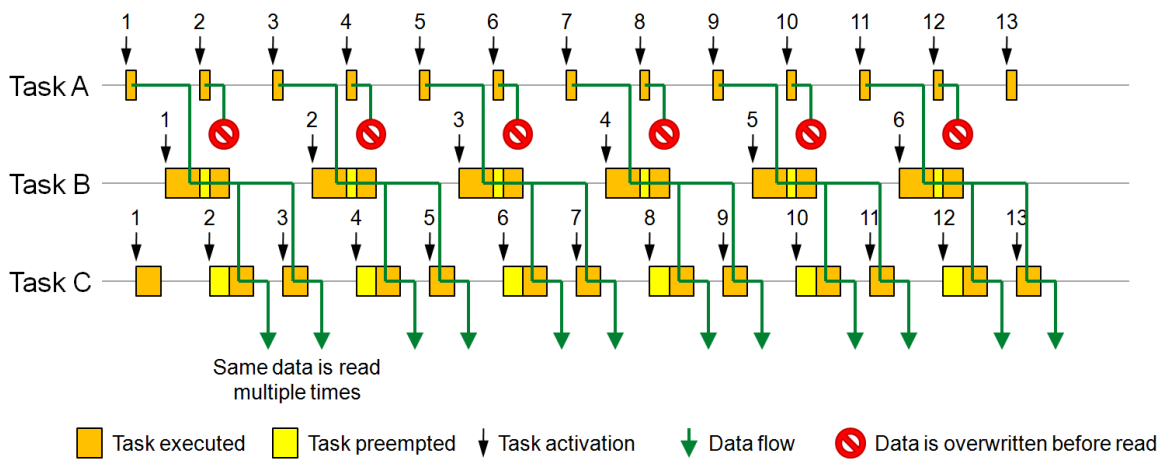 1 2 3 4 5 6 7 8 9 10 11 12 13
Task A
1 2 3 4 5 6
Task B
1 2 3 4 5 6 7 8 9 10 11 12 13
Task C
Same data is read
multiple times
Task executed Task preempted Task activation Data flow Data is overwritten before read